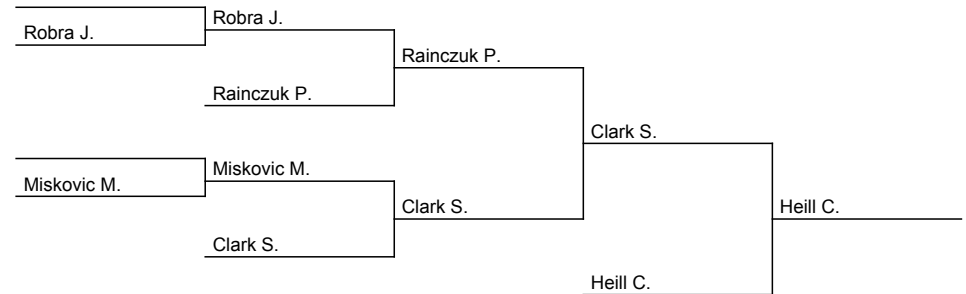 Robra J.
Robra J.
Rainczuk P.
Rainczuk P.
Clark S.
Miskovic M.
Miskovic M.
Clark S.
Heill C.
Clark S.
Heill C.